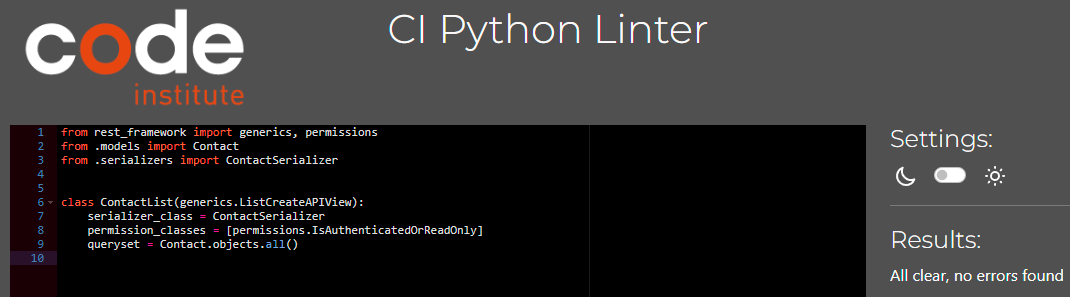 code
institute
CI Python Linter
1 from rest_framework import generics, permissions
2 from .models import Contact
3 from .serializers import ContactSerializer
4
5
6 class ContactList(generics.ListCreateAPIView):
7     serializer_class = ContactSerializer
8     permission_classes = [permissions.IsAuthenticatedOrReadOnly]
9     queryset = Contact.objects.all()
10
Settings:
Results:
All clear, no errors found